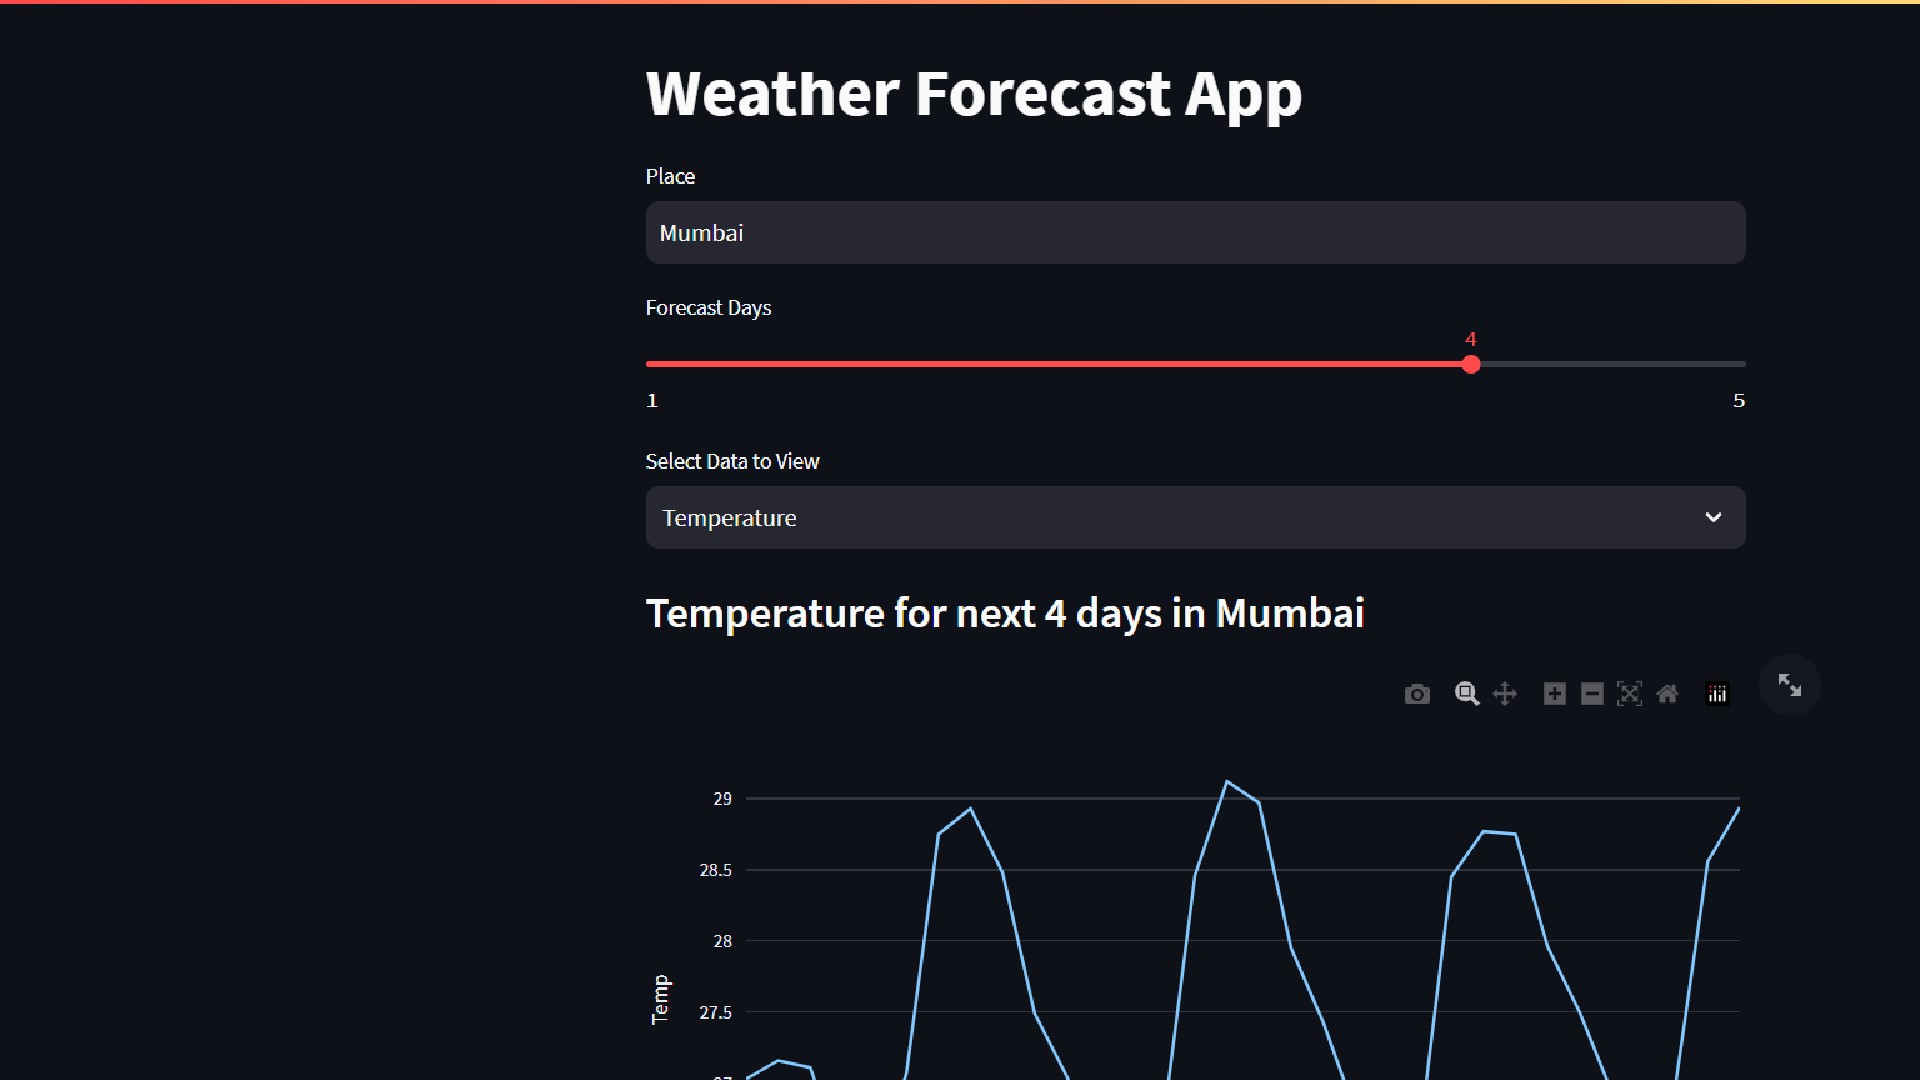 Weather Forecast App
Place
Mumbai
Forecast Days
4
1 5
Select Data to View
Temperature
Temperature for next 4 days in Mumbai
29
28.5
28
Temp
27.5
27